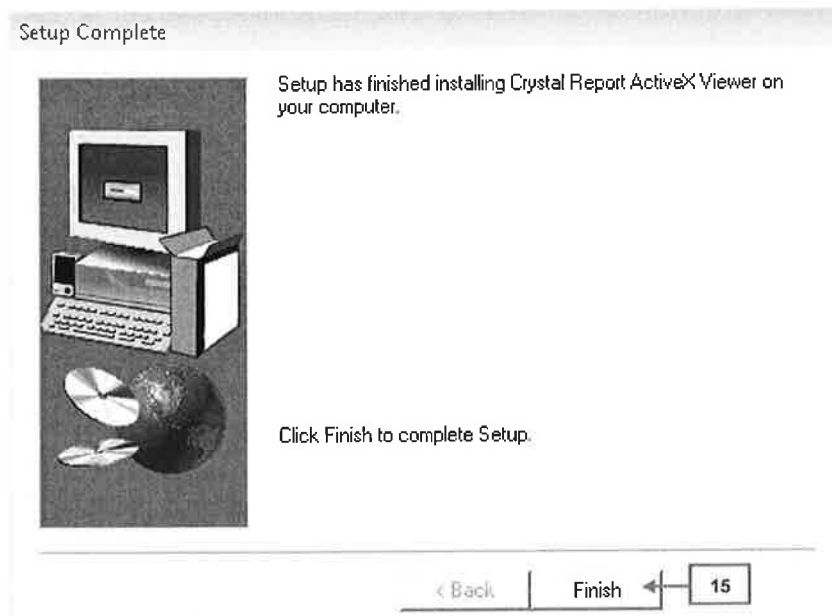 Setup Complete
Setup has finished installing Crystal Report ActiveX Viewer on
your computer.
Click Finish to complete Setup.
< Back
Finish
15